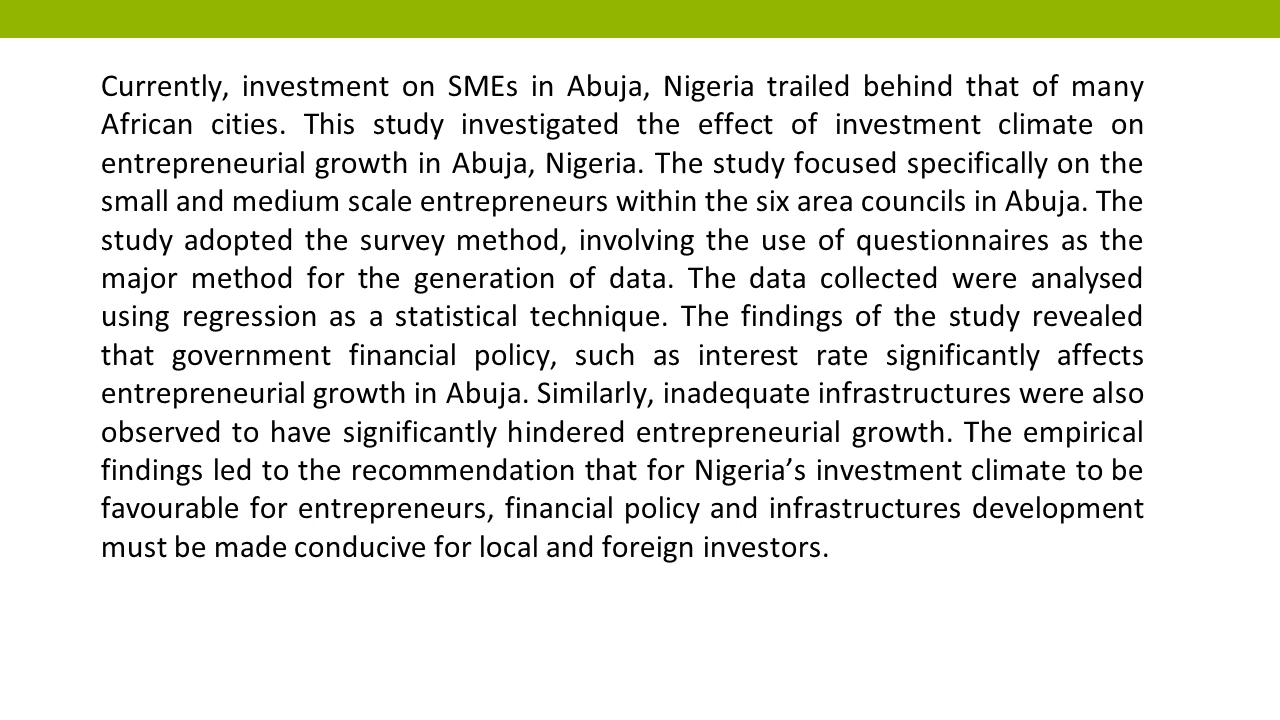 Currently, investment on SMEs in Abuja, Nigeria trailed behind that of many
African cities. This study investigated the effect of investment climate on
entrepreneurial growth in Abuja, Nigeria. The study focused specifically on the
small and medium scale entrepreneurs within the six area councils in Abuja. The
study adopted the survey method, involving the use of questionnaires as the
major method for the generation of data. The data collected were analysed
using regression as a statistical technique. The findings of the study revealed
that government financial policy, such as interest rate significantly affects
entrepreneurial growth in Abuja. Similarly, inadequate infrastructures were also
observed to have significantly hindered entrepreneurial growth. The empirical
findings led to the recommendation that for Nigeria’s investment climate to be
favourable for entrepreneurs, financial policy and infrastructures development
must be made conducive for local and foreign investors.